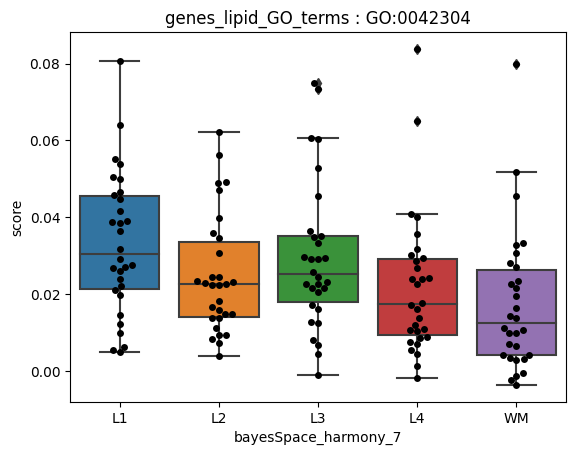 genes_lipid_GO_terms : GO:0042304
0.08
0.06
0.04
0.02
0.00
score
L1 L2 L3 L4 WM
bayesSpace_harmony_7